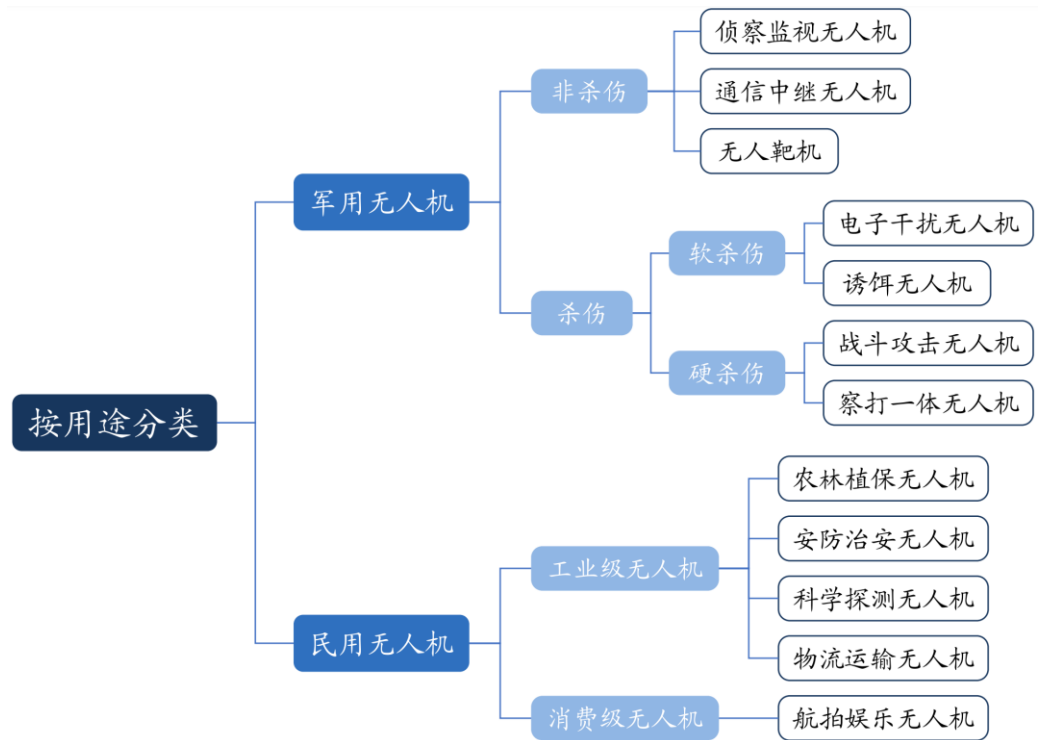 按用途分类
军用无人机
非杀伤
侦察监视无人机
通信中继无人机
无人靶机
杀伤
软杀伤
电子干扰无人机
诱饵无人机
硬杀伤
战斗攻击无人机
察打一体无人机
民用无人机
工业级无人机
农林植保无人机
安防治安无人机
科学探测无人机
物流运输无人机
消费级无人机
航拍娱乐无人机